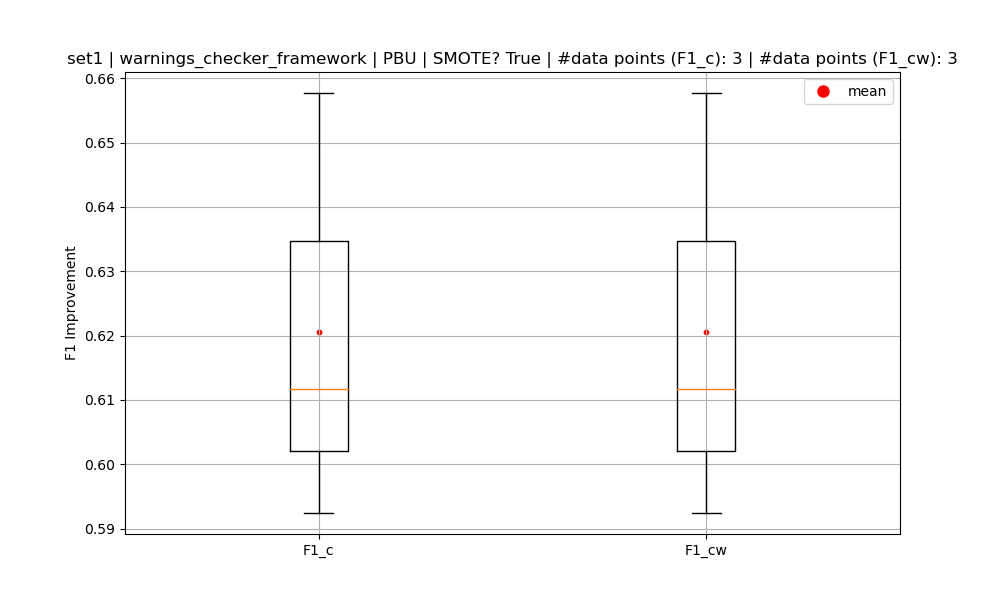 set1 | warnings_checker_framework | PBU | SMOTE? True | #data points (F1_c): 3 | #data points (F1_cw): 3
mean
0.66
0.65
0.64
0.63
0.62
0.61
0.60
0.59
F1 Improvement
F1_c
F1_cw